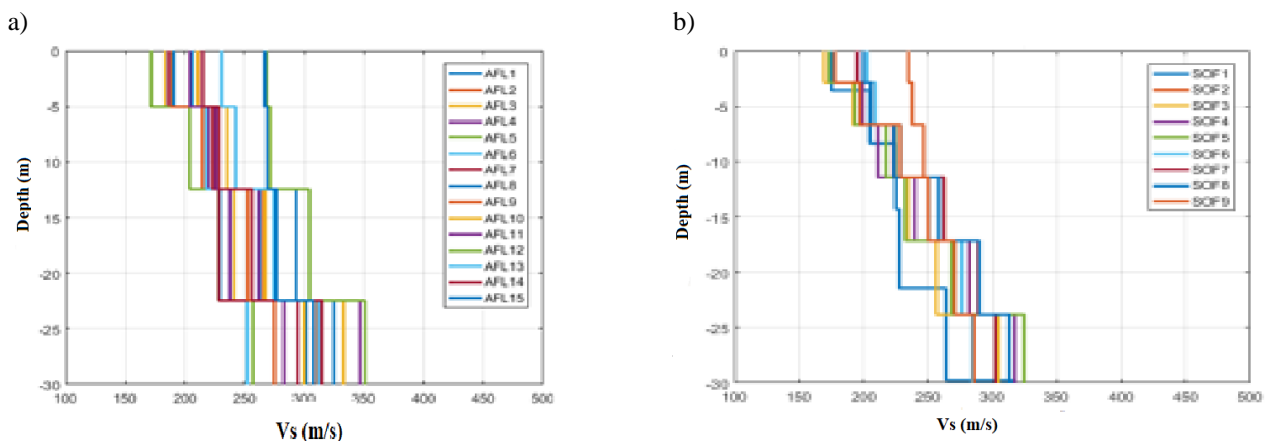 a)
0
-5
-10
-15
-20
-25
-30
Depth (m)
100 150 200 250 300 350 400 450 500
Vs (m/s)
AFL1
AFL2
AFL3
AFL4
AFL5
AFL6
AFL7
AFL8
AFL9
AFL10
AFL11
AFL12
AFL13
AFL14
AFL15
b)
0
-5
-10
-15
-20
-25
-30
Depth (m)
100 150 200 250 300 350 400 450 500
Vs (m/s)
SOF1
SOF2
SOF3
SOF4
SOF5
SOF6
SOF7
SOF8
SOF9